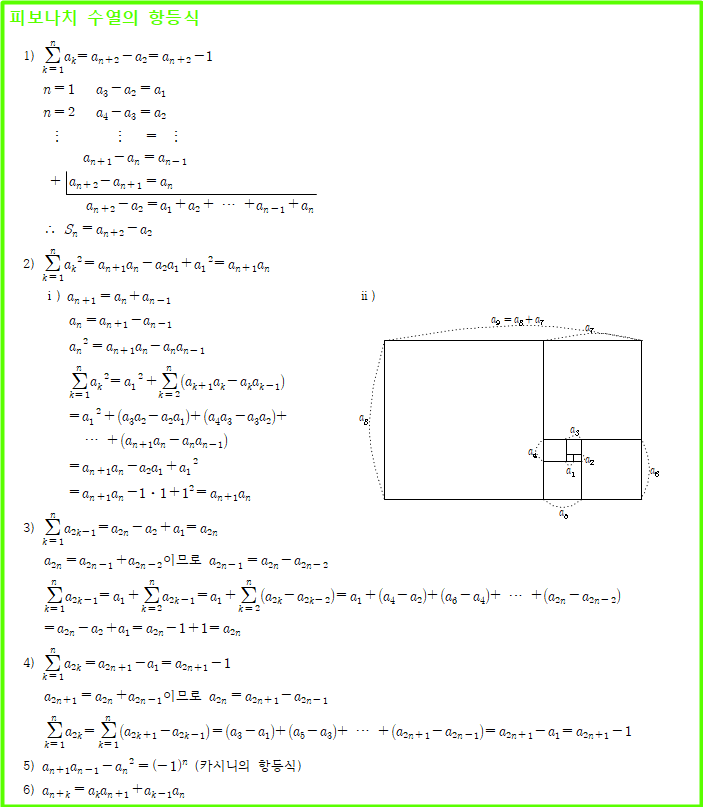 피보나치 수열의 항등식
1) \sum_{k=1}^{n} a_k = a_{n+2} - a_2 = a_{n+2} - 1
n = 1 a_3 - a_2 = a_1
n = 2 a_4 - a_3 = a_2
⋮ ⋮ = ⋮
a_{n+1} - a_n = a_{n-1}
+ a_{n+2} - a_{n+1} = a_n
a_{n+2} - a_2 = a_1 + a_2 + ⋯ + a_{n-1} + a_n
∴ S_n = a_{n+2} - a_2
2) \sum_{k=1}^{n} a_k^2 = a_{n+1}a_n - a_2a_1 + a_1^2 = a_{n+1}a_n
ⅰ) a_{n+1} = a_n + a_{n-1}
a_n = a_{n+1} - a_{n-1}
a_n^2 = a_{n+1}a_n - a_na_{n-1}
\sum_{k=1}^{n} a_k^2 = a_1^2 + \sum_{k=2}^{n} (a_{k+1}a_k - a_ka_{k-1})
= a_1^2 + (a_3a_2 - a_2a_1) + (a_4a_3 - a_3a_2) +
⋯ + (a_{n+1}a_n - a_na_{n-1})
= a_{n+1}a_n - a_2a_1 + a_1^2
= a_{n+1}a_n - 1·1 + 1^2 = a_{n+1}a_n
ⅱ)
a_9 = a_8 + a_7
a_7
a_8
a_3
a_4
a_2
a_1
a_6
a_5
3) \sum_{k=1}^{n} a_{2k-1} = a_{2n} - a_2 + a_1 = a_{2n}
a_{2n} = a_{2n-1} + a_{2n-2}이므로 a_{2n-1} = a_{2n} - a_{2n-2}
\sum_{k=1}^{n} a_{2k-1} = a_1 + \sum_{k=2}^{n} a_{2k-1} = a_1 + \sum_{k=2}^{n} (a_{2k} - a_{2k-2}) = a_1 + (a_4 - a_2) + (a_6 - a_4) + ⋯ + (a_{2n} - a_{2n-2})
= a_{2n} - a_2 + a_1 = a_{2n} - 1 + 1 = a_{2n}
4) \sum_{k=1}^{n} a_{2k} = a_{2n+1} - a_1 = a_{2n+1} - 1
a_{2n+1} = a_{2n} + a_{2n-1}이므로 a_{2n} = a_{2n+1} - a_{2n-1}
\sum_{k=1}^{n} a_{2k} = \sum_{k=1}^{n} (a_{2k+1} - a_{2k-1}) = (a_3 - a_1) + (a_5 - a_3) + ⋯ + (a_{2n+1} - a_{2n-1}) = a_{2n+1} - a_1 = a_{2n+1} - 1
5) a_{n+1}a_{n-1} - a_n^2 = (-1)^n (카시니의 항등식)
6) a_{n+k} = a_ka_{n+1} + a_{k-1}a_n